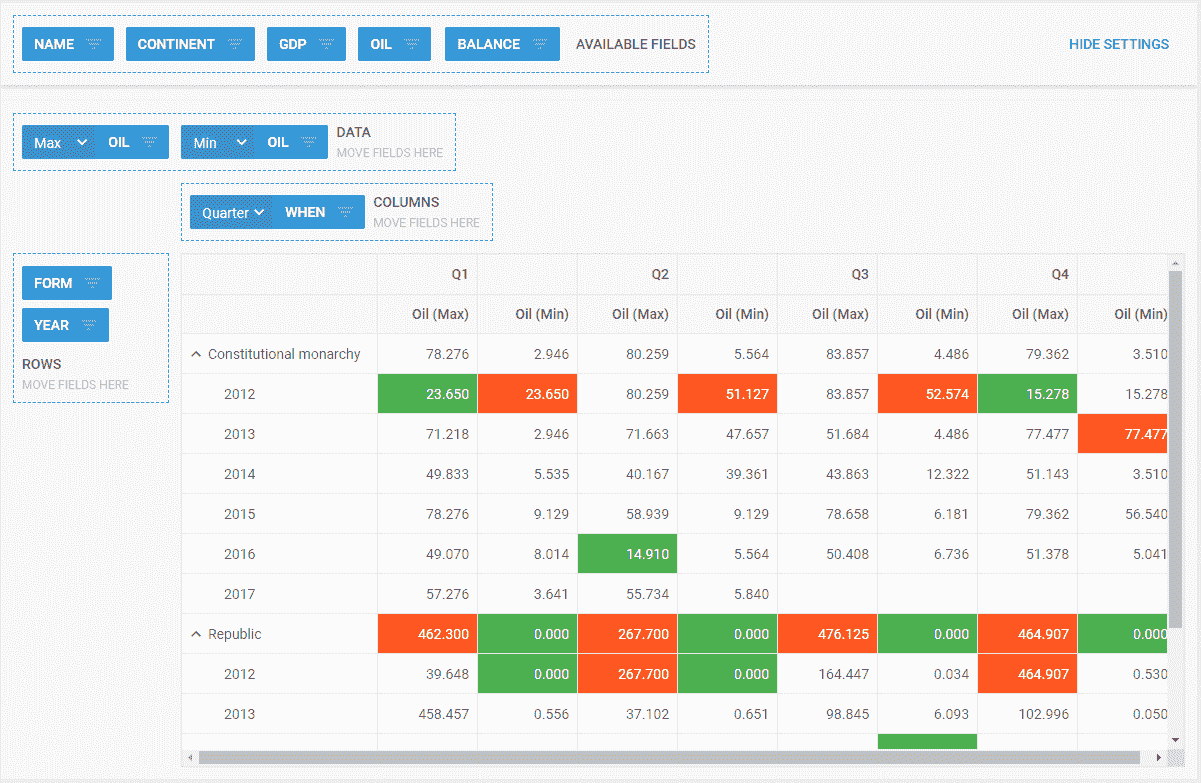 NAME CONTINENT GDP OIL BALANCE AVAILABLE FIELDS HIDE SETTINGS
Max OIL Min OIL DATA
MOVE FIELDS HERE
Quarter WHEN COLUMNS
MOVE FIELDS HERE
FORM
YEAR
ROWS
MOVE FIELDS HERE
Q1 Q2 Q3 Q4
Oil (Max) Oil (Min) Oil (Max) Oil (Min) Oil (Max) Oil (Min) Oil (Max) Oil (Min)
Constitutional monarchy 78.276 2.946 80.259 5.564 83.857 4.486 79.362 3.510
2012 23.650 23.650 80.259 51.127 83.857 52.574 15.278 15.278
2013 71.218 2.946 71.663 47.657 51.684 4.486 77.477 77.477
2014 49.833 5.535 40.167 39.361 43.863 12.322 51.143 3.510
2015 78.276 9.129 58.939 9.129 78.658 6.181 79.362 56.540
2016 49.070 8.014 14.910 5.564 50.408 6.736 51.378 5.041
2017 57.276 3.641 55.734 5.840
Republic 462.300 0.000 267.700 0.000 476.125 0.000 464.907 0.000
2012 39.648 0.000 267.700 0.000 164.447 0.034 464.907 0.530
2013 458.457 0.556 37.102 0.651 98.845 6.093 102.996 0.050